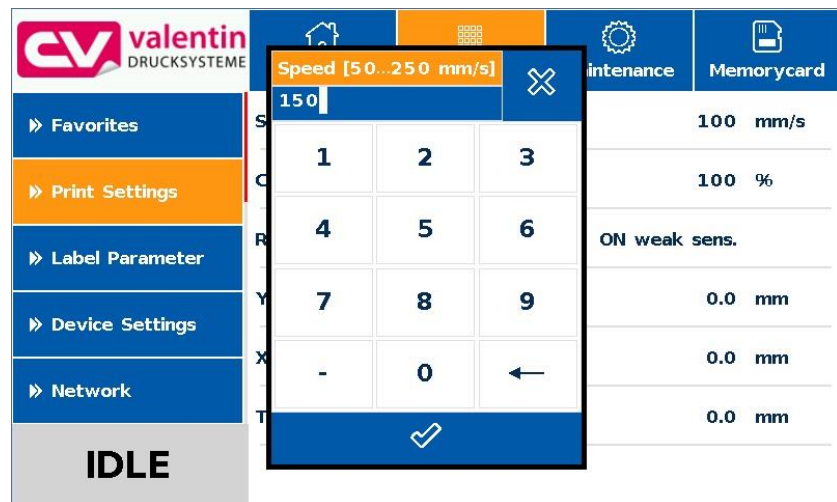 CV valentin
DRUCKSYSTEME
intenance
Memorycard
Speed [50...250 mm/s]
150
Favorites
Print Settings
Label Parameter
Device Settings
Network
IDLE
S 100 mm/s
C 100 %
R ON weak sens.
Y 0.0 mm
X 0.0 mm
T 0.0 mm
1 2 3
4 5 6
7 8 9
- 0 ←